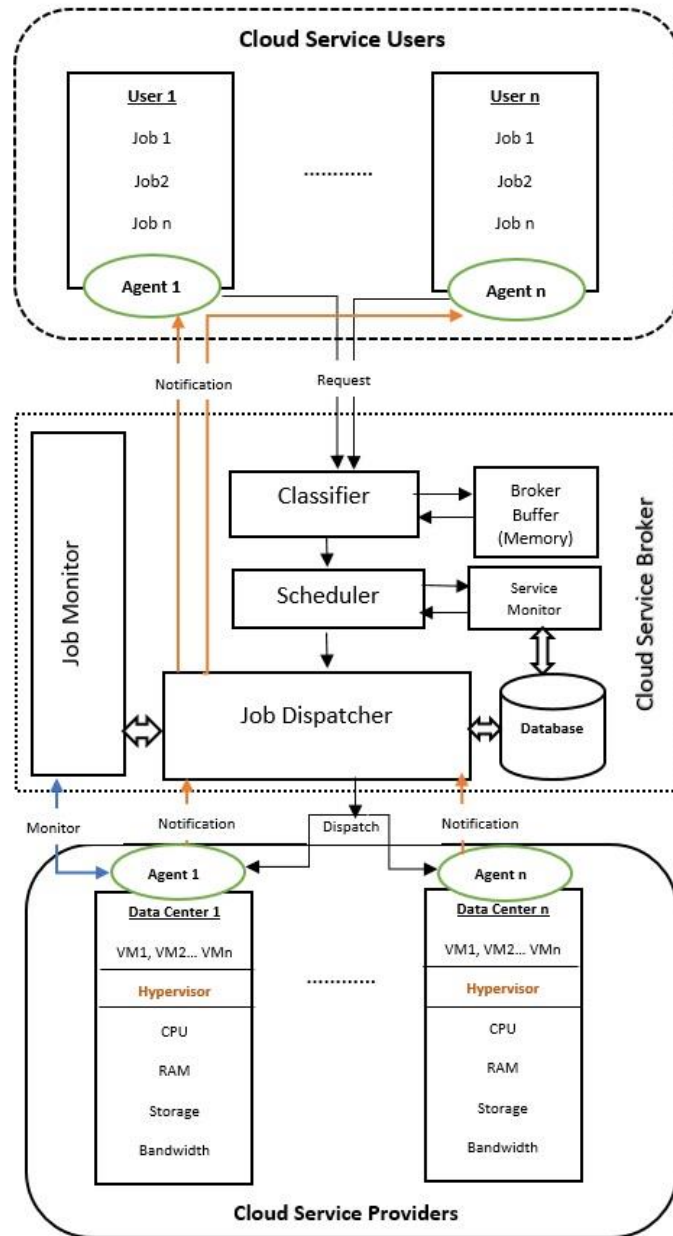 Cloud Service Users
User 1
Job 1
Job2
Job n
Agent 1
............
User n
Job 1
Job2
Job n
Agent n
Notification
Request
Job Monitor
Classifier
Broker
Buffer
(Memory)
Scheduler
Service
Monitor
Job Dispatcher
Database
Cloud Service Broker
Monitor
Notification
Dispatch
Notification
Agent 1
Data Center 1
VM1, VM2... VMn
Hypervisor
CPU
RAM
Storage
Bandwidth
............
Agent n
Data Center n
VM1, VM2... VMn
Hypervisor
CPU
RAM
Storage
Bandwidth
Cloud Service Providers